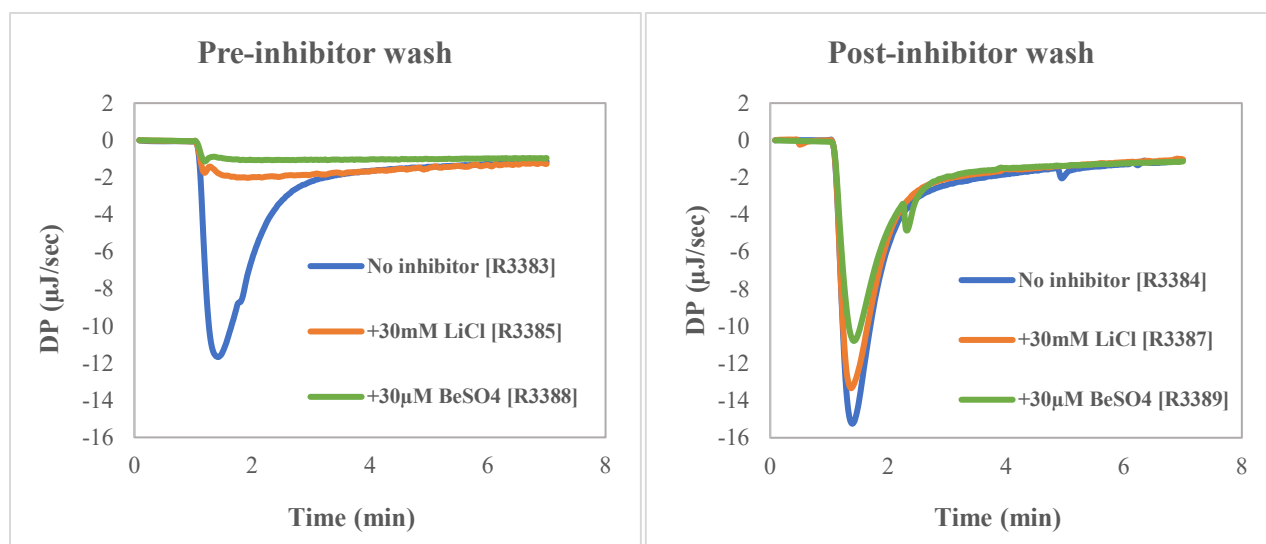 Pre-inhibitor wash
2
0
-2
-4
-6
-8
-10
-12
-14
-16
DP (µJ/sec)
No inhibitor [R3383]
+30mM LiCl [R3385]
+30µM BeSO4 [R3388]
0 2 4 6 8
Time (min)
Post-inhibitor wash
2
0
-2
-4
-6
-8
-10
-12
-14
-16
DP (µJ/sec)
No inhibitor [R3384]
+30mM LiCl [R3387]
+30µM BeSO4 [R3389]
0 2 4 6 8
Time (min)